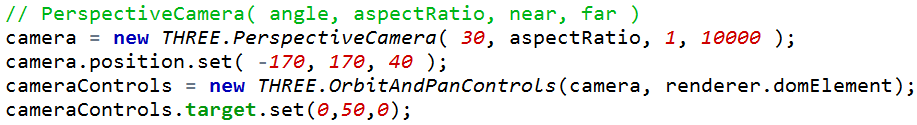 // PerspectiveCamera( angle, aspectRatio, near, far )
camera = new THREE.PerspectiveCamera( 30, aspectRatio, 1, 10000 );
camera.position.set( -170, 170, 40 );
cameraControls = new THREE.OrbitAndPanControls(camera, renderer.domElement);
cameraControls.target.set(0,50,0);